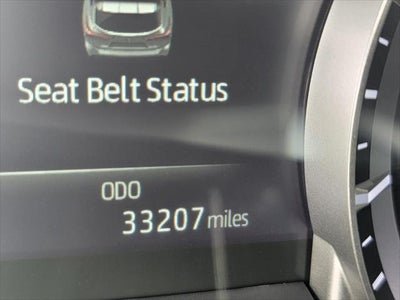 Seat Belt Status
ODO
33207 miles